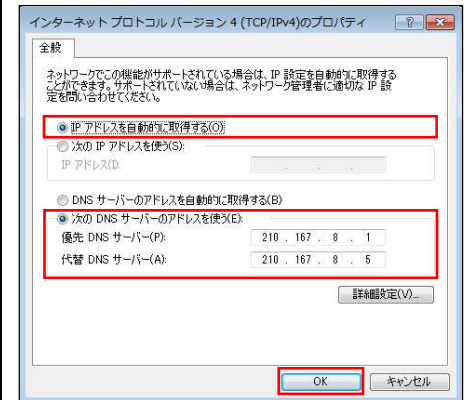 インターネット プロトコル バージョン 4 (TCP/IPv4)のプロパティ
全般
ネットワークでこの機能がサポートされている場合は、IP 設定を自動的に取得する
ことができます。サポートされていない場合は、ネットワーク管理者に適切な IP 設
定を問い合わせてください。
IP アドレスを自動的に取得する(O)
次の IP アドレスを使う(S):
IP アドレス(I):
DNS サーバーのアドレスを自動的に取得する(B)
次の DNS サーバーのアドレスを使う(E):
優先 DNS サーバー(P): 210 . 167 . 8 . 1
代替 DNS サーバー(A): 210 . 167 . 8 . 5
詳細設定(V)...
OK キャンセル